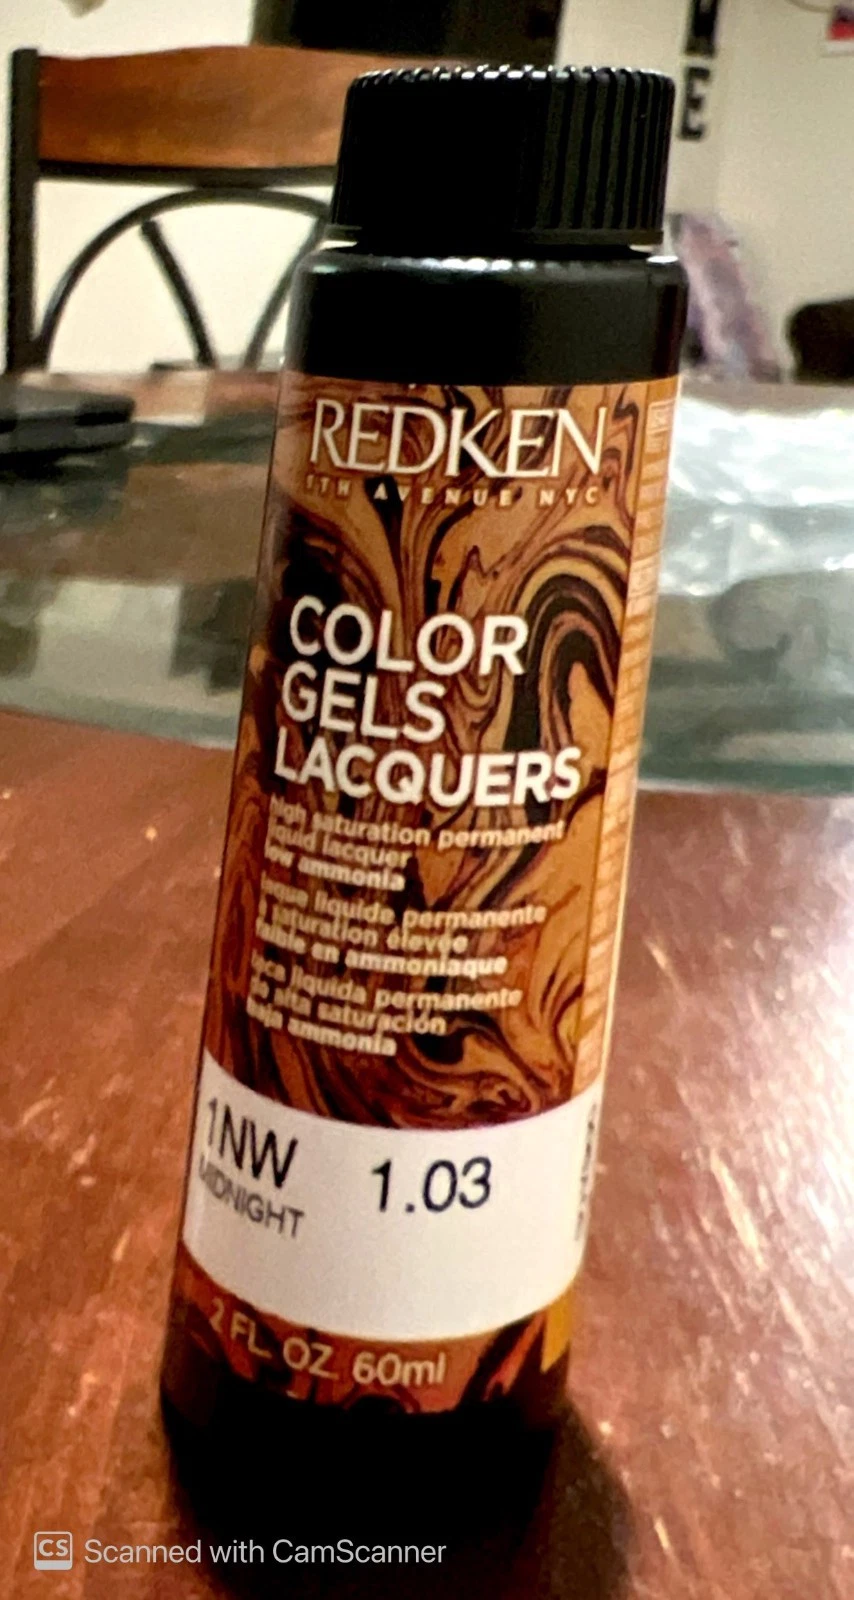 E
REDKEN
5TH AVENUE NYC
COLOR
GELS
LACQUERS
high saturation permanent
liquid lacquer
low ammonia
laque liquide permanente
à saturation élevée
faible en ammoniaque
laca liquida permanente
de alta saturación
baja ammonia
1NW 1.03
MIDNIGHT
2 FL. OZ. 60ml
CS Scanned with CamScanner